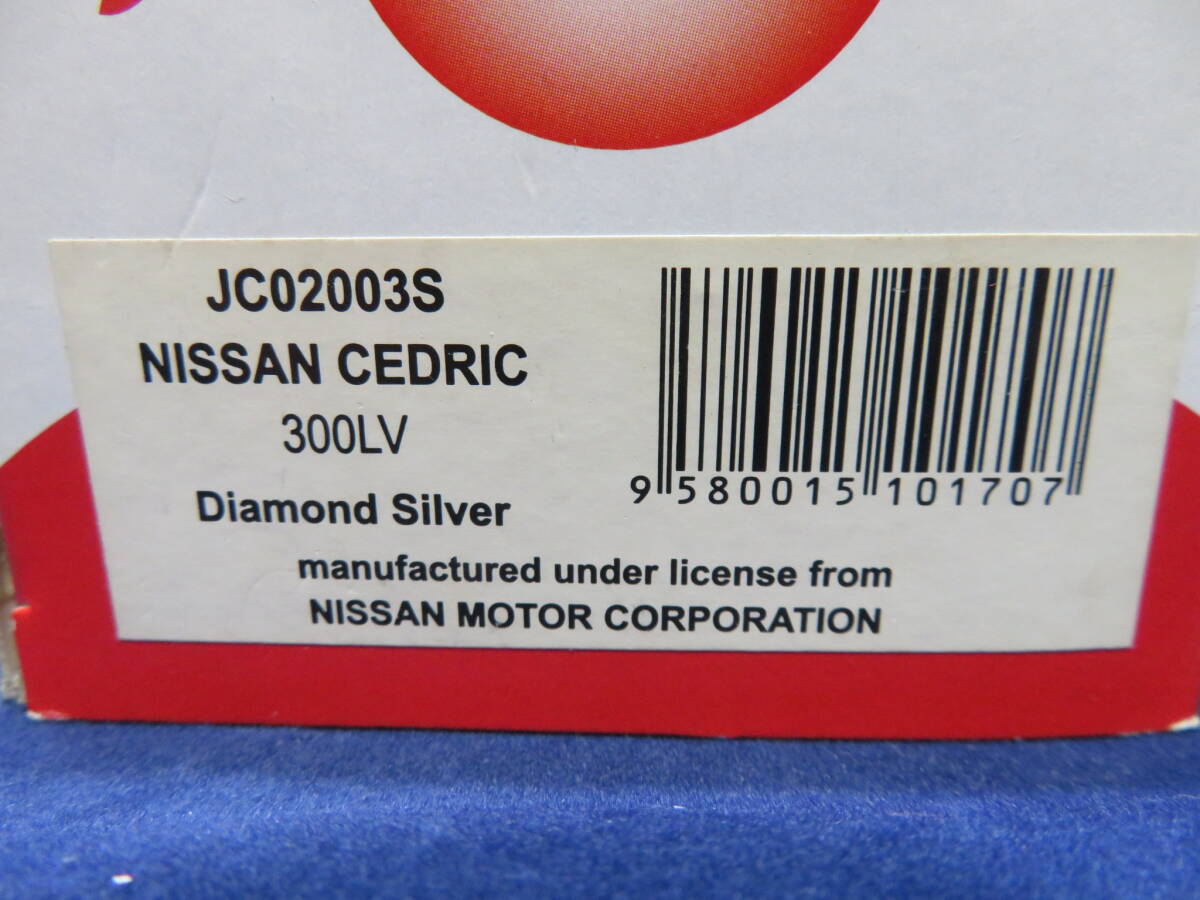 JC02003S
NISSAN CEDRIC
300LV
Diamond Silver
9 580015 101707
manufactured under license from
NISSAN MOTOR CORPORATION